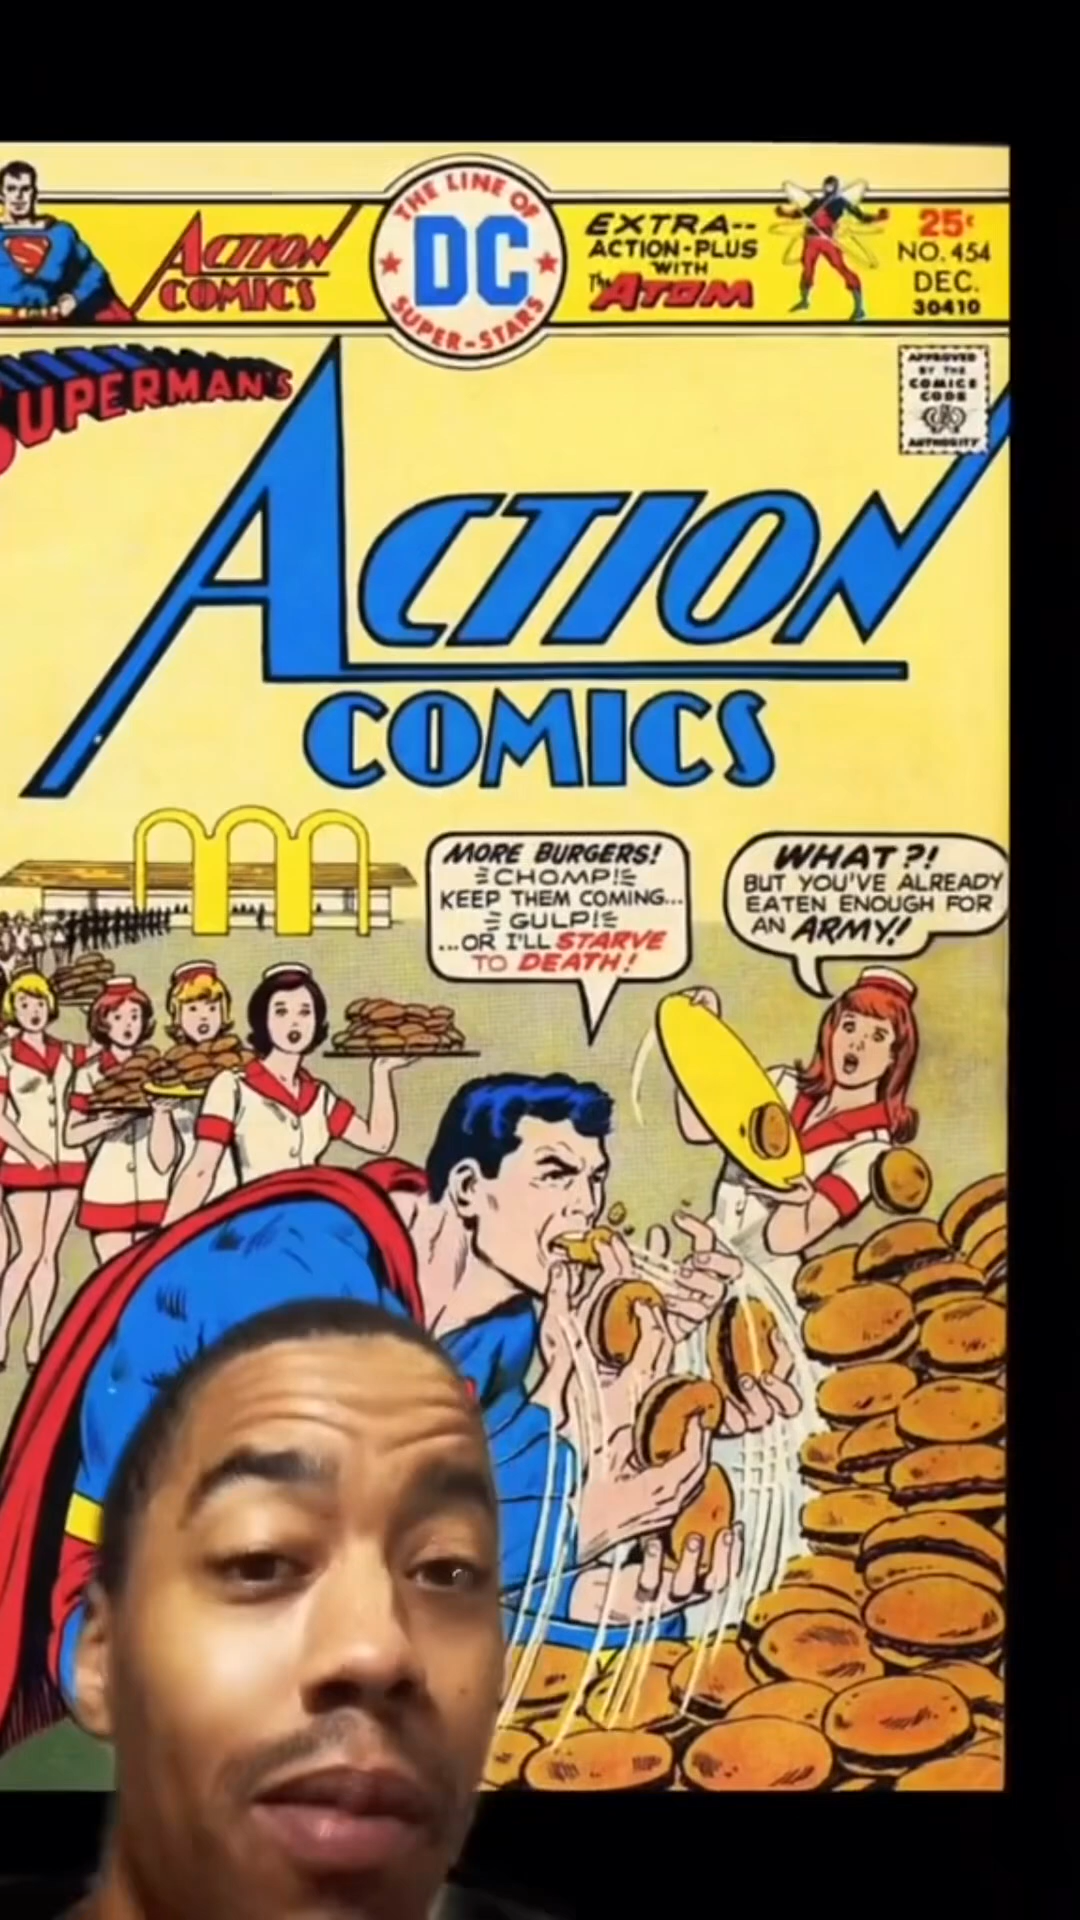 THE LINE OF
DC
SUPER-STARS
ACTION
COMICS
EXTRA--
ACTION-PLUS
WITH
The ATOM
25¢
NO. 454
DEC.
30410
APPROVED
BY THE
COMICS
CODE
AUTHORITY
SUPERMAN'S
ACTION
COMICS
MORE BURGERS!
CHOMP!
KEEP THEM COMING...
GULP!
...OR I'LL STARVE
TO DEATH!
WHAT?!
BUT YOU'VE ALREADY
EATEN ENOUGH FOR
AN ARMY!